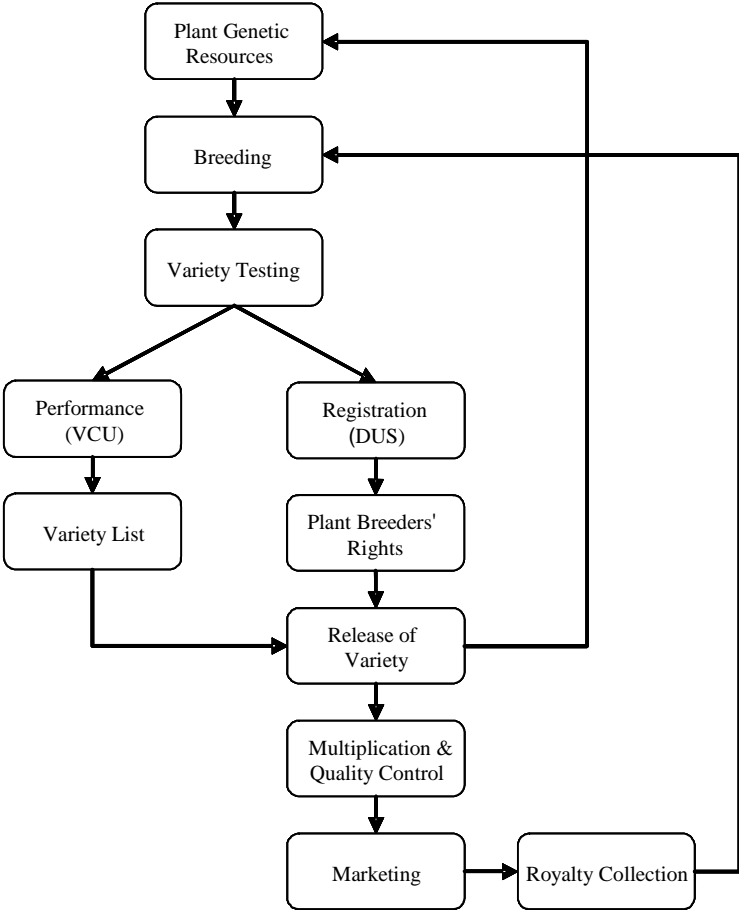 Plant Genetic
Resources
Breeding
Variety Testing
Performance
(VCU)
Registration
(DUS)
Variety List
Plant Breeders'
Rights
Release of
Variety
Multiplication &
Quality Control
Marketing
Royalty Collection